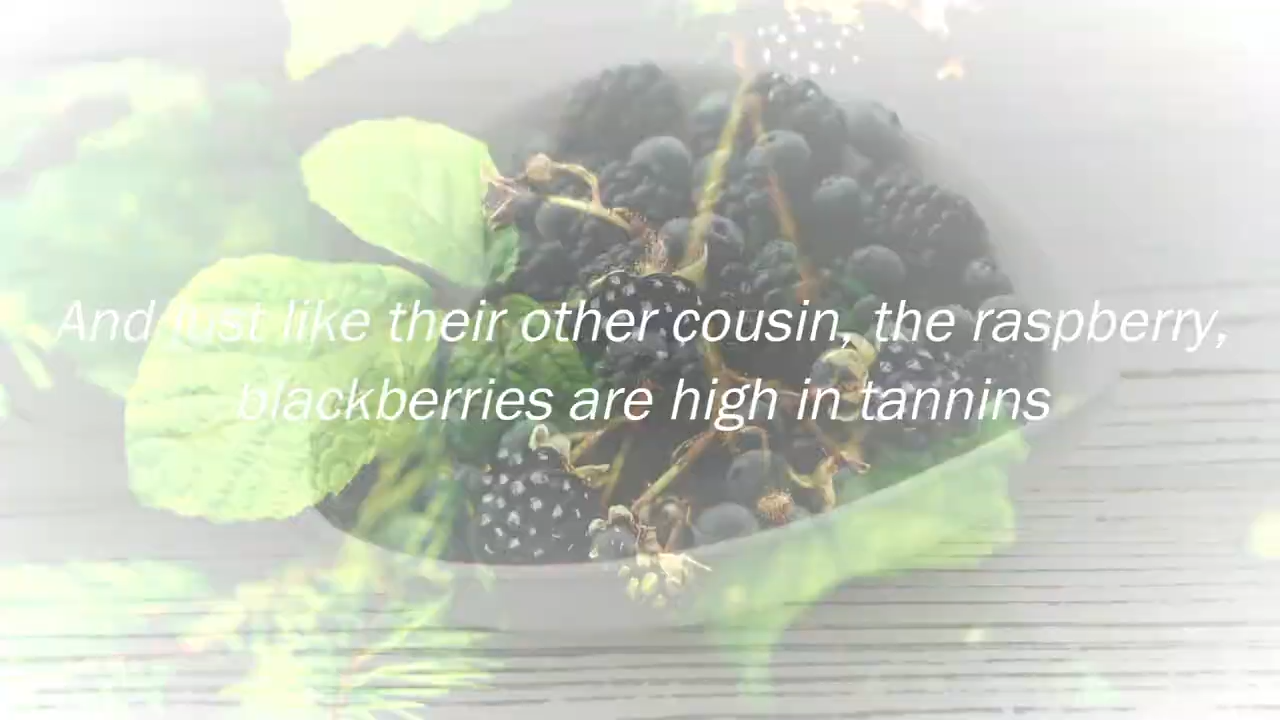 And just like their other cousin, the raspberry,
blackberries are high in tannins